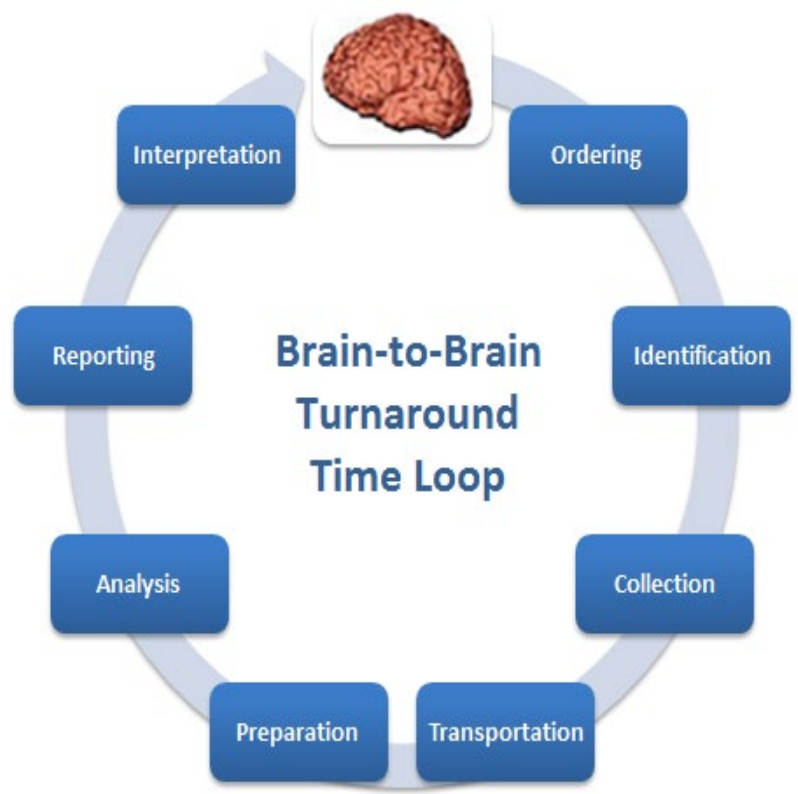 Ordering
Identification
Collection
Transportation
Preparation
Analysis
Reporting
Interpretation
Brain-to-Brain
Turnaround
Time Loop